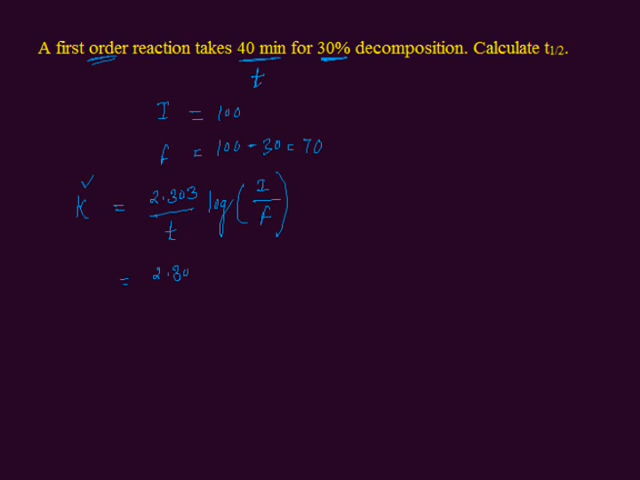 A first order reaction takes 40 min for 30% decomposition. Calculate t1/2.
t
I = 100
f = 100 - 30 = 70
K = 2.303/t log(I/f)
= 2.30